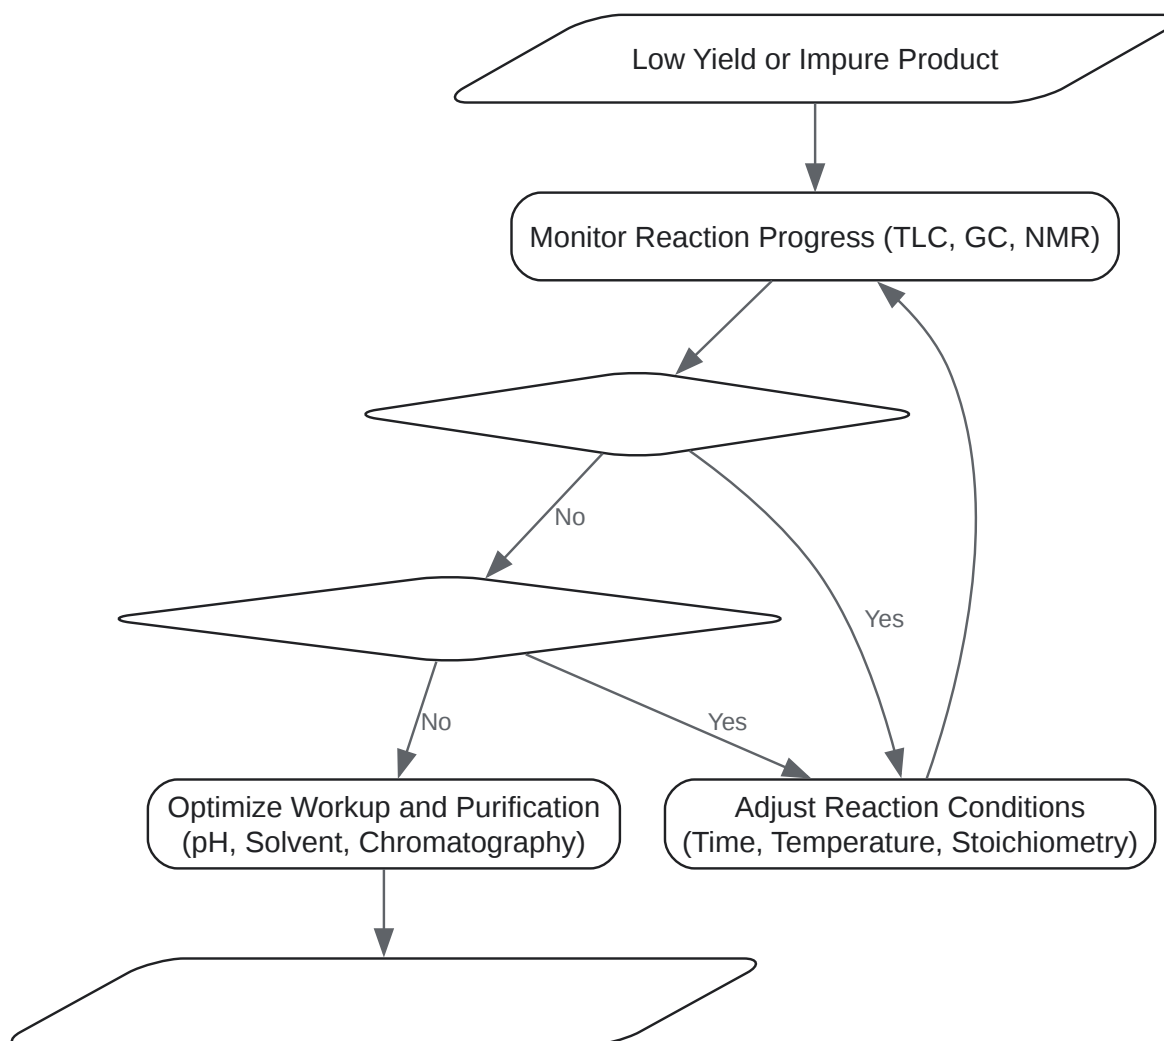 Low Yield or Impure Product
Monitor Reaction Progress (TLC, GC, NMR)
No
Yes
No
Yes
Optimize Workup and Purification
(pH, Solvent, Chromatography)
Adjust Reaction Conditions
(Time, Temperature, Stoichiometry)